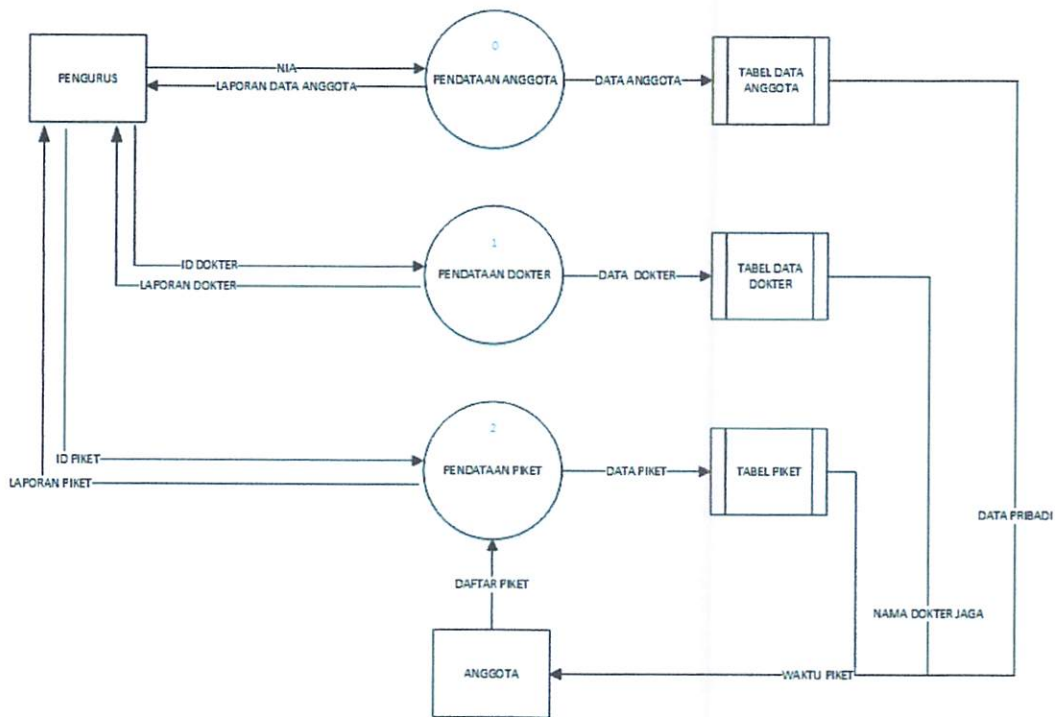 0
PENGURUS
NIA
PENDATAAN ANGGOTA
DATA ANGGOTA
TABEL DATA
ANGGOTA
LAPORAN DATA ANGGOTA
1
ID DOKTER
PENDATAAN DOKTER
DATA DOKTER
TABEL DATA
DOKTER
LAPORAN DOKTER
2
ID PIKET
PENDATAAN PIKET
DATA PIKET
TABEL PIKET
LAPORAN PIKET
DATA PRIBADI
DAFTAR PIKET
NAMA DOKTER JAGA
ANGGOTA
WAKTU PIKET